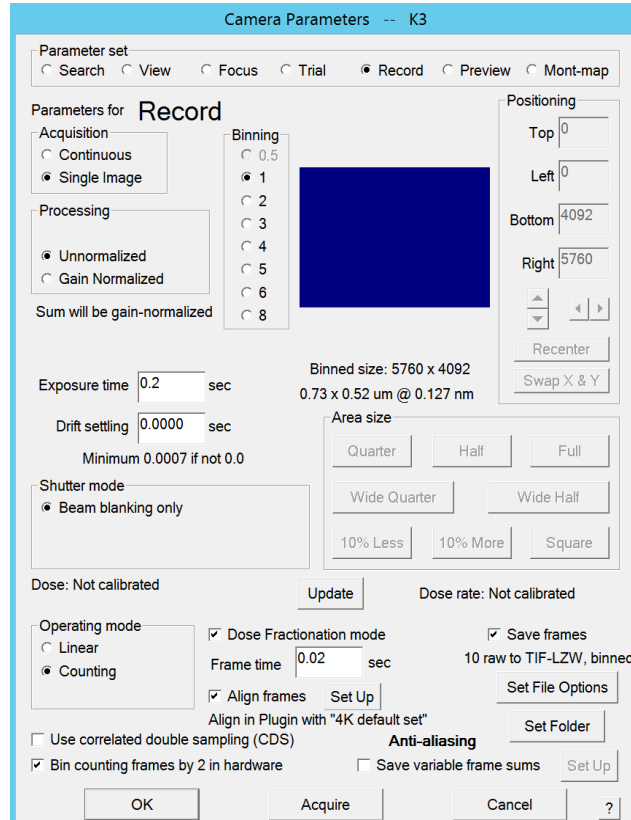 Camera Parameters -- K3
Parameter set
Search View Focus Trial Record Preview Mont-map
Parameters for Record
Acquisition
Continuous
Single Image
Processing
Unnormalized
Gain Normalized
Sum will be gain-normalized
Binning
0.5
1
2
3
4
5
6
8
Positioning
Top 0
Left 0
Bottom 4092
Right 5760
Recenter
Swap X & Y
Binned size: 5760 x 4092
0.73 x 0.52 um @ 0.127 nm
Exposure time 0.2 sec
Drift settling 0.0000 sec
Minimum 0.0007 if not 0.0
Shutter mode
Beam blanking only
Area size
Quarter Half Full
Wide Quarter Wide Half
10% Less 10% More Square
Dose: Not calibrated Update Dose rate: Not calibrated
Operating mode
Linear
Counting
Dose Fractionation mode
Frame time 0.02 sec
Align frames Set Up
Align in Plugin with "4K default set"
Save frames
10 raw to TIF-LZW, binned
Set File Options
Set Folder
Use correlated double sampling (CDS) Anti-aliasing
Bin counting frames by 2 in hardware Save variable frame sums Set Up
OK Acquire Cancel ?